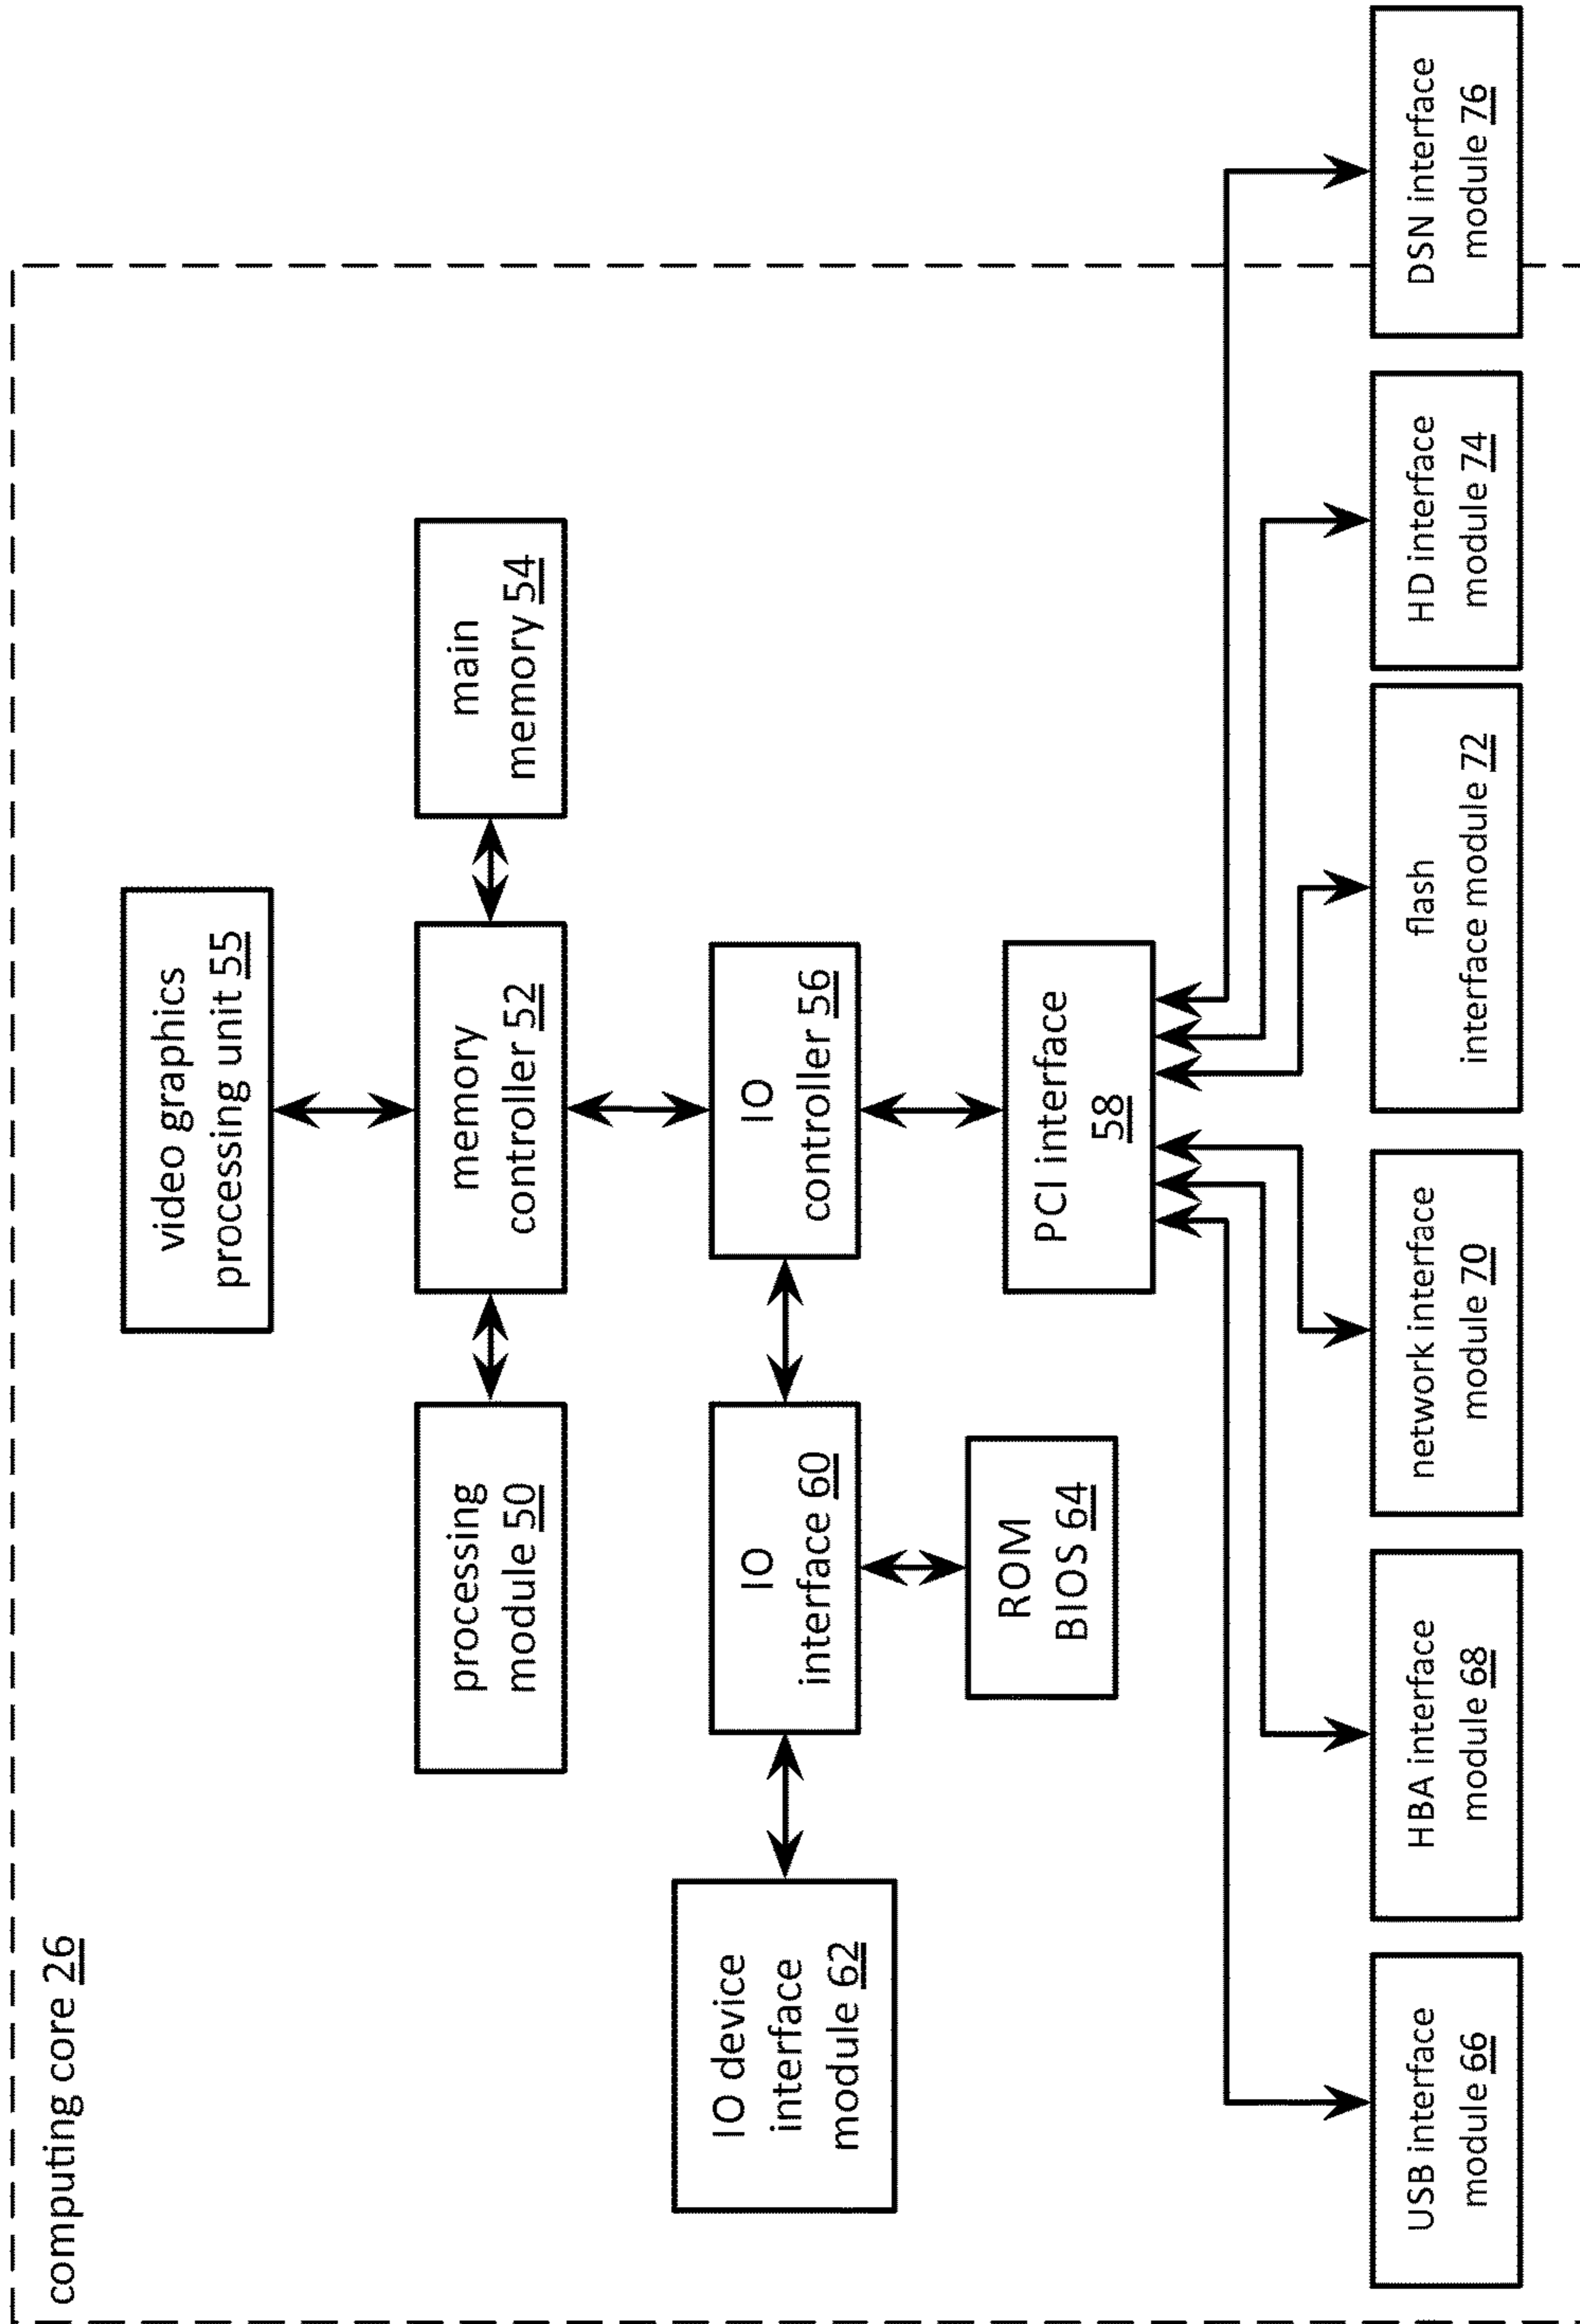 computing core 26
video graphics
processing unit 55
processing
module 50
memory
controller 52
main
memory 54
IO device
interface
module 62
IO
interface 60
IO
controller 56
ROM
BIOS 64
PCI interface
58
USB interface
module 66
HBA interface
module 68
network interface
module 70
flash
interface module 72
HD interface
module 74
DSN interface
module 76